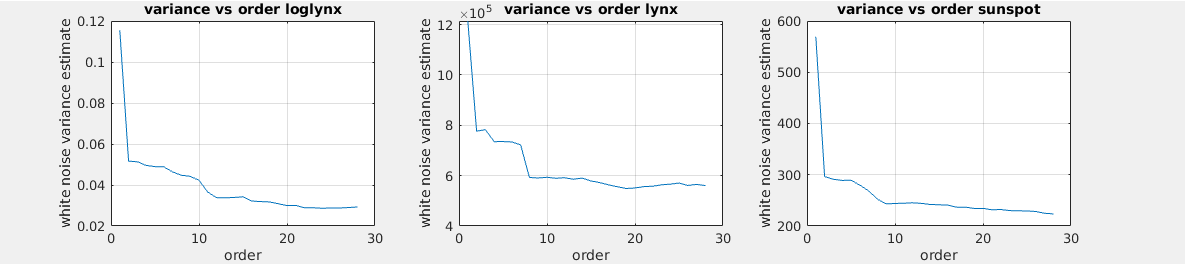 variance vs order loglynx
white noise variance estimate
0.12
0.1
0.08
0.06
0.04
0.02
0 10 20 30
order
×10⁵ variance vs order lynx
white noise variance estimate
12
10
8
6
4
0 10 20 30
order
variance vs order sunspot
white noise variance estimate
600
500
400
300
200
0 10 20 30
order